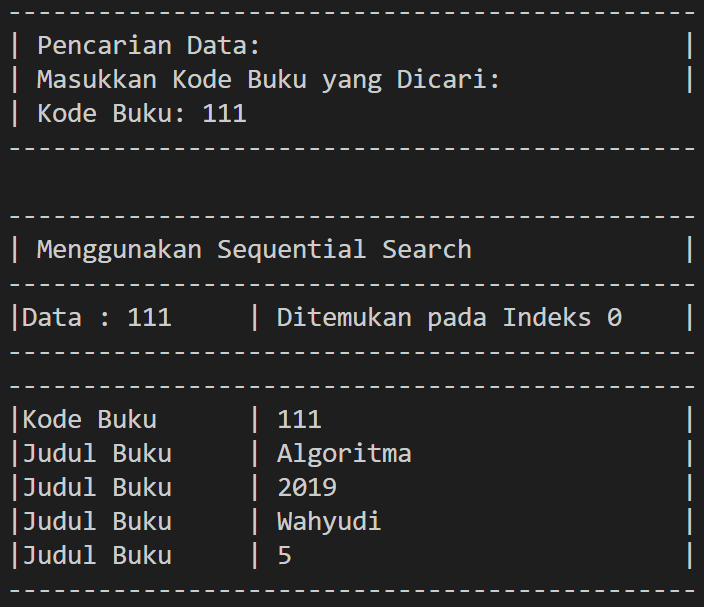 ----------------------------------------------
| Pencarian Data:                            |
| Masukkan Kode Buku yang Dicari:            |
| Kode Buku: 111
----------------------------------------------
----------------------------------------------
| Menggunakan Sequential Search              |
----------------------------------------------
|Data : 111     | Ditemukan pada Indeks 0    |
----------------------------------------------
----------------------------------------------
|Kode Buku      | 111                        |
|Judul Buku     | Algoritma                  |
|Judul Buku     | 2019                       |
|Judul Buku     | Wahyudi                    |
|Judul Buku     | 5                          |
----------------------------------------------